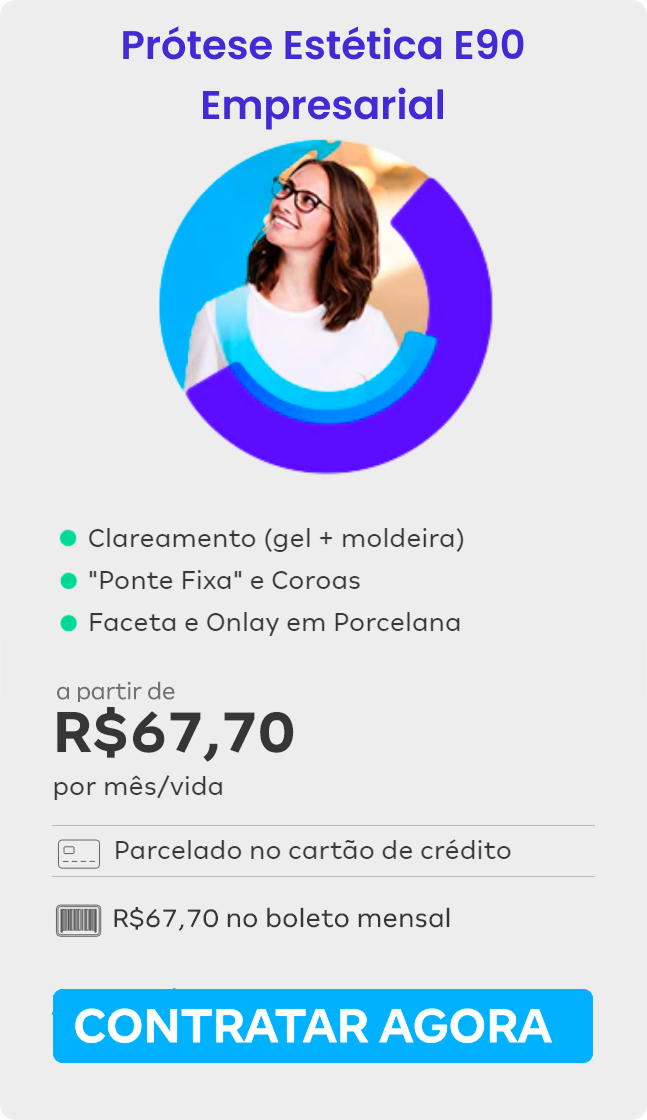 Prótese Estética E90
Empresarial
Clareamento (gel + moldeira)
"Ponte Fixa" e Coroas
Faceta e Onlay em Porcelana
a partir de
R$67,70
por mês/vida
Parcelado no cartão de crédito
R$67,70 no boleto mensal
CONTRATAR AGORA